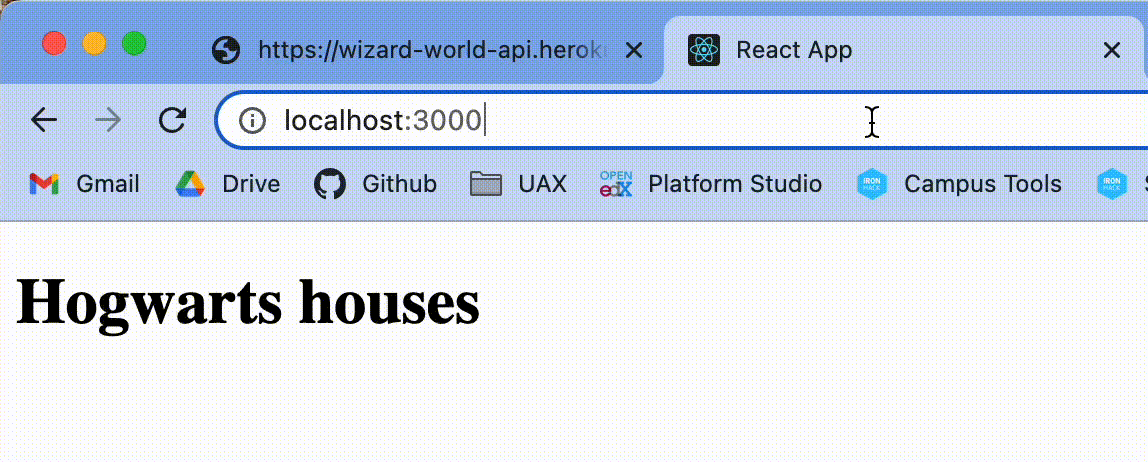 https://wizard-world-api.herok
React App
localhost:3000
Gmail
Drive
Github
UAX
OPEN edX
Platform Studio
IRON HACK
Campus Tools
IRON HACK
Hogwarts houses